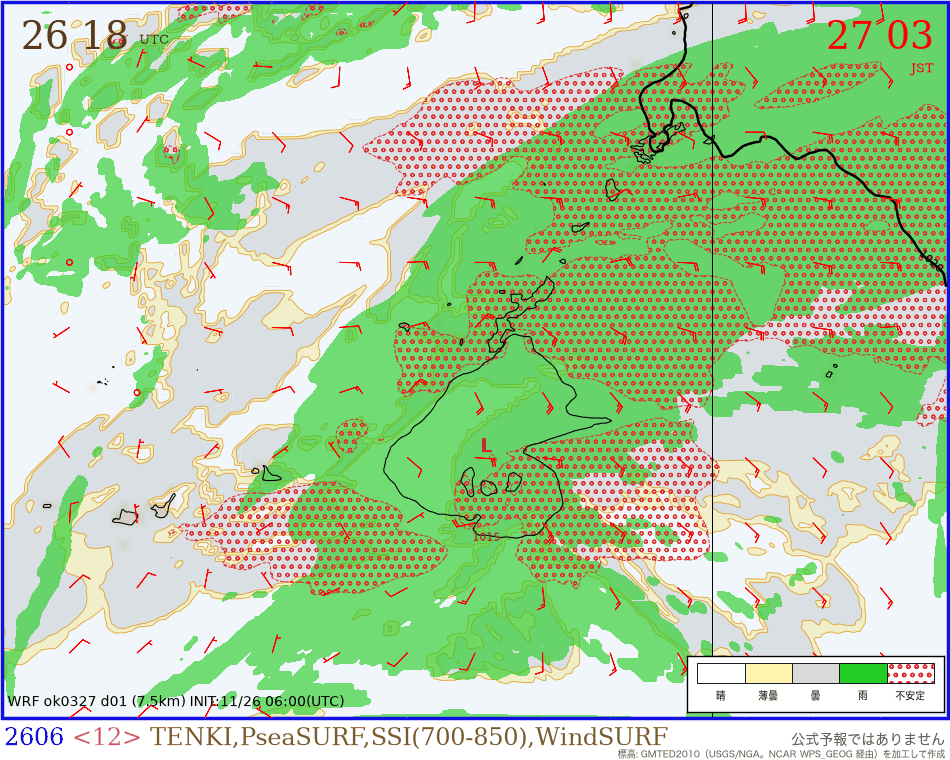 26 18 UTC
27 03
JST
L
1015
晴 薄曇 曇 雨 不安定
WRF ok0327 d01 (7.5km) INIT:11/26 06:00(UTC)
2606 <12> TENKI,PseaSURF,SSI(700-850),WindSURF
公式予報ではありません
標高: GMTED2010（USGS/NGA。NCAR WPS_GEOG 経由）を加工して作成